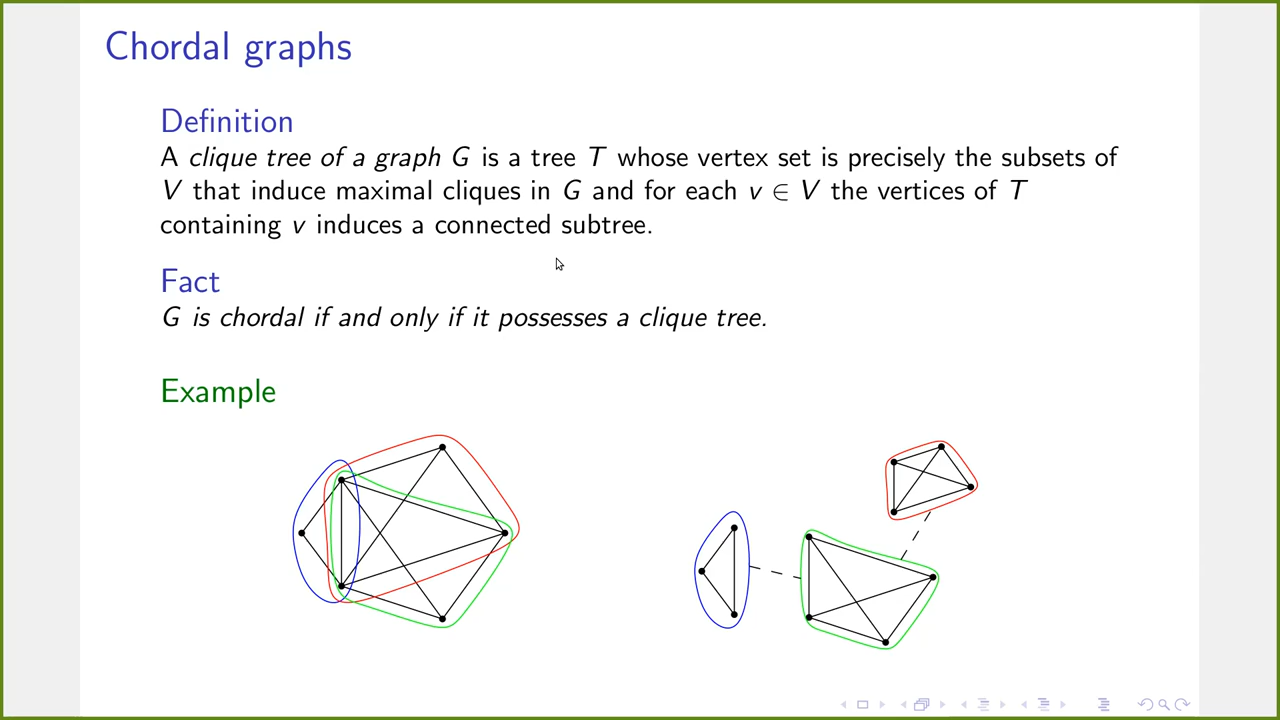 Chordal graphs
Definition
A clique tree of a graph G is a tree T whose vertex set is precisely the subsets of
V that induce maximal cliques in G and for each v ∈ V the vertices of T
containing v induces a connected subtree.
Fact
G is chordal if and only if it possesses a clique tree.
Example